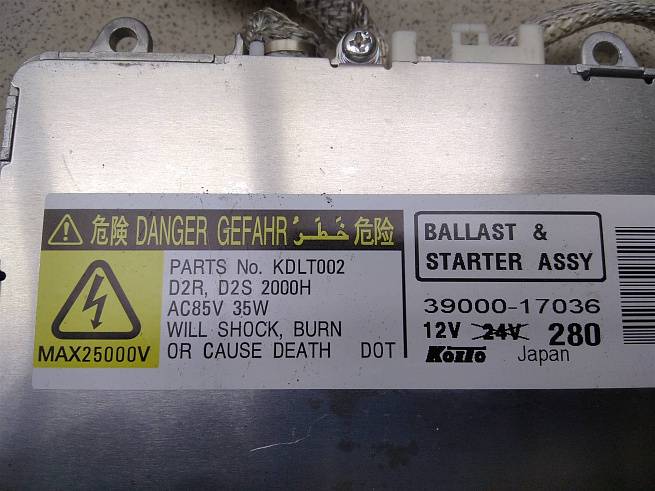 危険 DANGER GEFAHR خَطَر 危险
MAX25000V
PARTS No. KDLT002
D2R, D2S 2000H
AC85V 35W
WILL SHOCK, BURN
OR CAUSE DEATH DOT
BALLAST &
STARTER ASSY
39000-17036
12V 24V 280
KOITO Japan